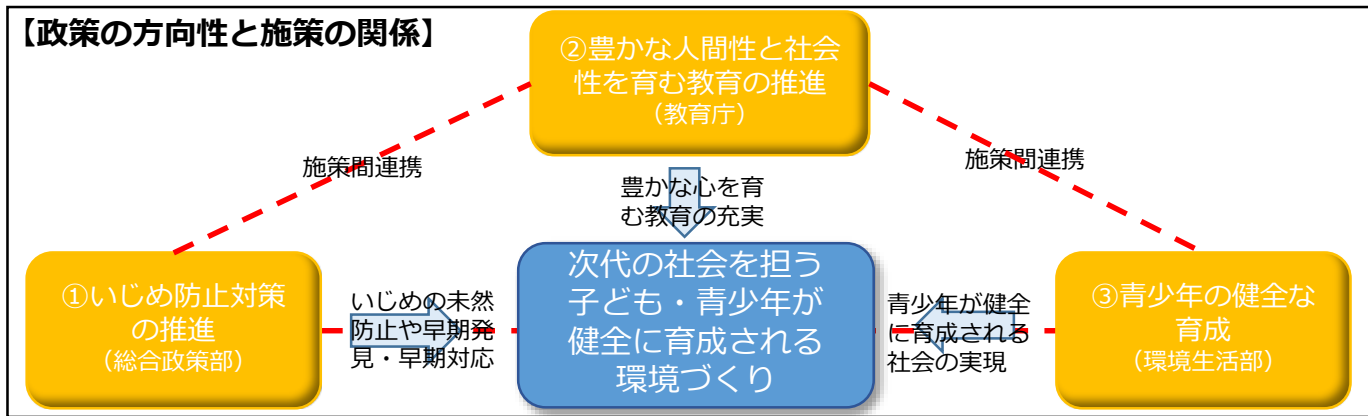 【政策の方向性と施策の関係】
②豊かな人間性と社会
性を育む教育の推進
（教育庁）
施策間連携
施策間連携
豊かな心を育
む教育の充実
①いじめ防止対策
の推進
（総合政策部）
いじめの未然
防止や早期発
見・早期対応
次代の社会を担う
子ども・青少年が
健全に育成される
環境づくり
青少年が健全
に育成される
社会の実現
③青少年の健全な
育成
（環境生活部）